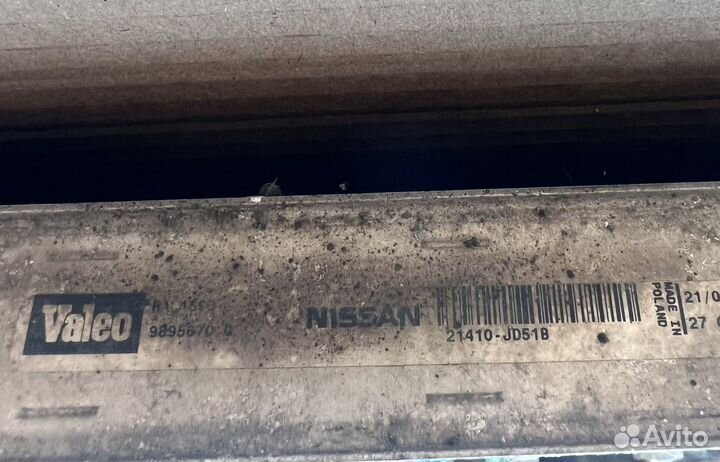 Valeo
9895670 Q
NISSAN
21410-JD51B
MADE IN
POLAND
21/0
27
Avito